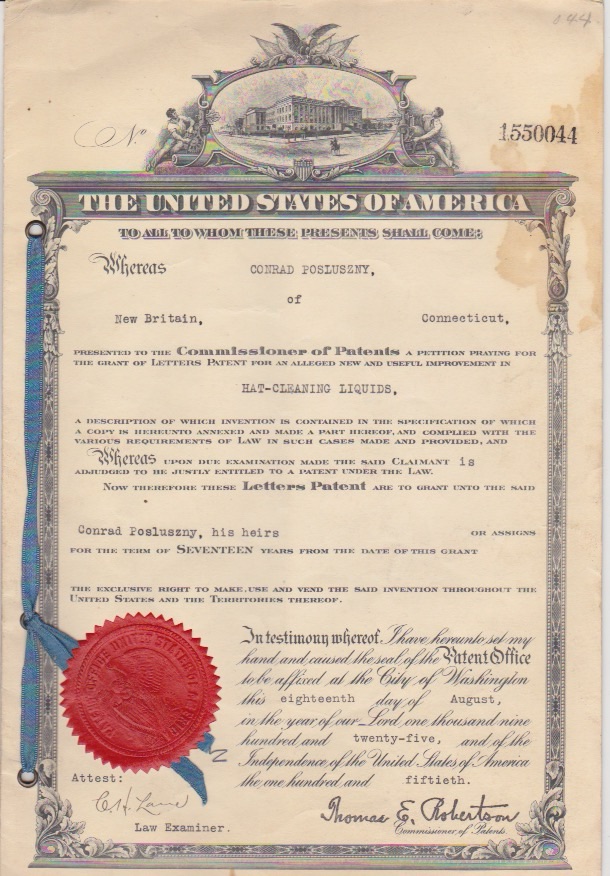 044
No. 1550044
THE UNITED STATES OF AMERICA
TO ALL TO WHOM THESE PRESENTS SHALL COME:
Whereas CONRAD POSLUSZNY,
of
New Britain, Connecticut,
PRESENTED TO THE Commissioner of Patents A PETITION PRAYING FOR
THE GRANT OF LETTERS PATENT FOR AN ALLEGED NEW AND USEFUL IMPROVEMENT IN
HAT-CLEANING LIQUIDS,
A DESCRIPTION OF WHICH INVENTION IS CONTAINED IN THE SPECIFICATION OF WHICH
A COPY IS HEREUNTO ANNEXED AND MADE A PART HEREOF, AND COMPLIED WITH THE
VARIOUS REQUIREMENTS OF LAW IN SUCH CASES MADE AND PROVIDED, AND
Whereas UPON DUE EXAMINATION MADE THE SAID CLAIMANT is
ADJUDGED TO BE JUSTLY ENTITLED TO A PATENT UNDER THE LAW.
NOW THEREFORE THESE Letters Patent ARE TO GRANT UNTO THE SAID
Conrad Posluszny, his heirs OR ASSIGNS
FOR THE TERM OF SEVENTEEN YEARS FROM THE DATE OF THIS GRANT
THE EXCLUSIVE RIGHT TO MAKE, USE AND VEND THE SAID INVENTION THROUGHOUT THE
UNITED STATES AND THE TERRITORIES THEREOF.
In testimony whereof, I have hereunto set my
hand and caused the seal of the Patent Office
to be affixed at the City of Washington
this eighteenth day of August,
in the year of our Lord one thousand nine
hundred and twenty-five, and of the
Independence of the United States of America
the one hundred and fiftieth.
Attest:
Law Examiner.
Thomas E. Robertson
Commissioner of Patents.